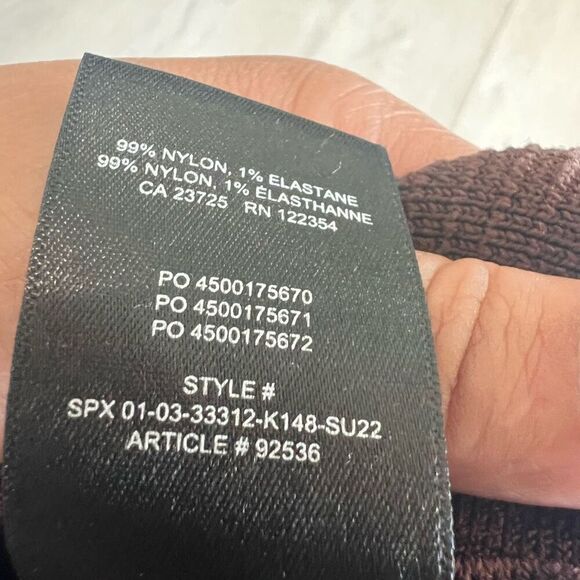 99% NYLON, 1% ELASTANE
99% NYLON, 1% ÉLASTHANNE
CA 23725 RN 122354
PO 4500175670
PO 4500175671
PO 4500175672
STYLE #
SPX 01-03-33312-K148-SU22
ARTICLE # 92536